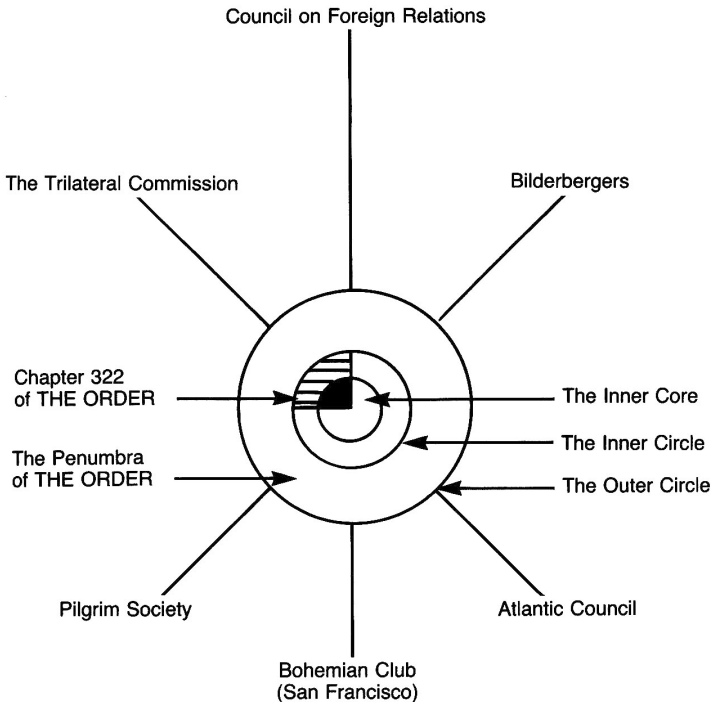 Council on Foreign Relations
The Trilateral Commission
Bilderbergers
Chapter 322
of THE ORDER
The Inner Core
The Inner Circle
The Penumbra
of THE ORDER
The Outer Circle
Pilgrim Society
Atlantic Council
Bohemian Club
(San Francisco)